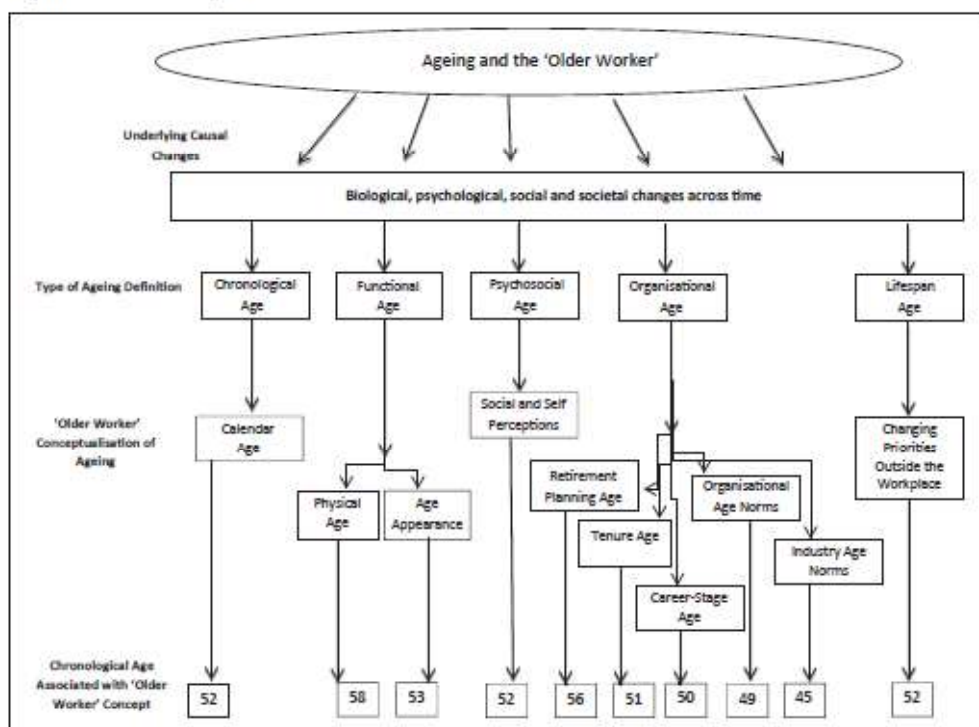 Ageing and the 'Older Worker'
Underlying Causal
Changes
Biological, psychological, social and societal changes across time
Type of Ageing Definition
Chronological
Age
Functional
Age
Psychosocial
Age
Organisational
Age
Lifespan
Age
'Older Worker'
Conceptualisation of
Ageing
Calendar
Age
Social and Self
Perceptions
Changing
Priorities
Outside the
Workplace
Physical
Age
Age
Appearance
Retirement
Planning Age
Organisational
Age Norms
Tenure Age
Industry Age
Norms
Career-Stage
Age
Chronological Age
Associated with 'Older
Worker' Concept
52
58
53
52
56
51
50
49
45
52